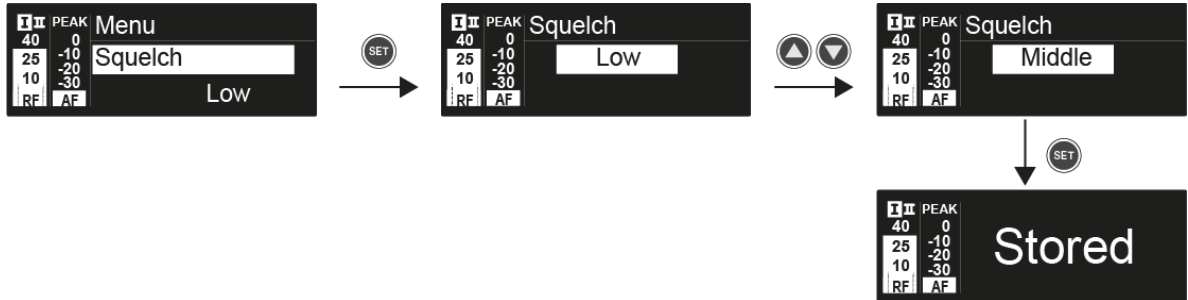 I II PEAK Menu
40 0
25 -10 Squelch
10 -20
-30 Low
RF AF
SET
I II PEAK Squelch
40 0
25 -10 Low
10 -20
-30
RF AF
I II PEAK Squelch
40 0
25 -10 Middle
10 -20
-30
RF AF
SET
I II PEAK
40 0
25 -10 Stored
10 -20
-30
RF AF